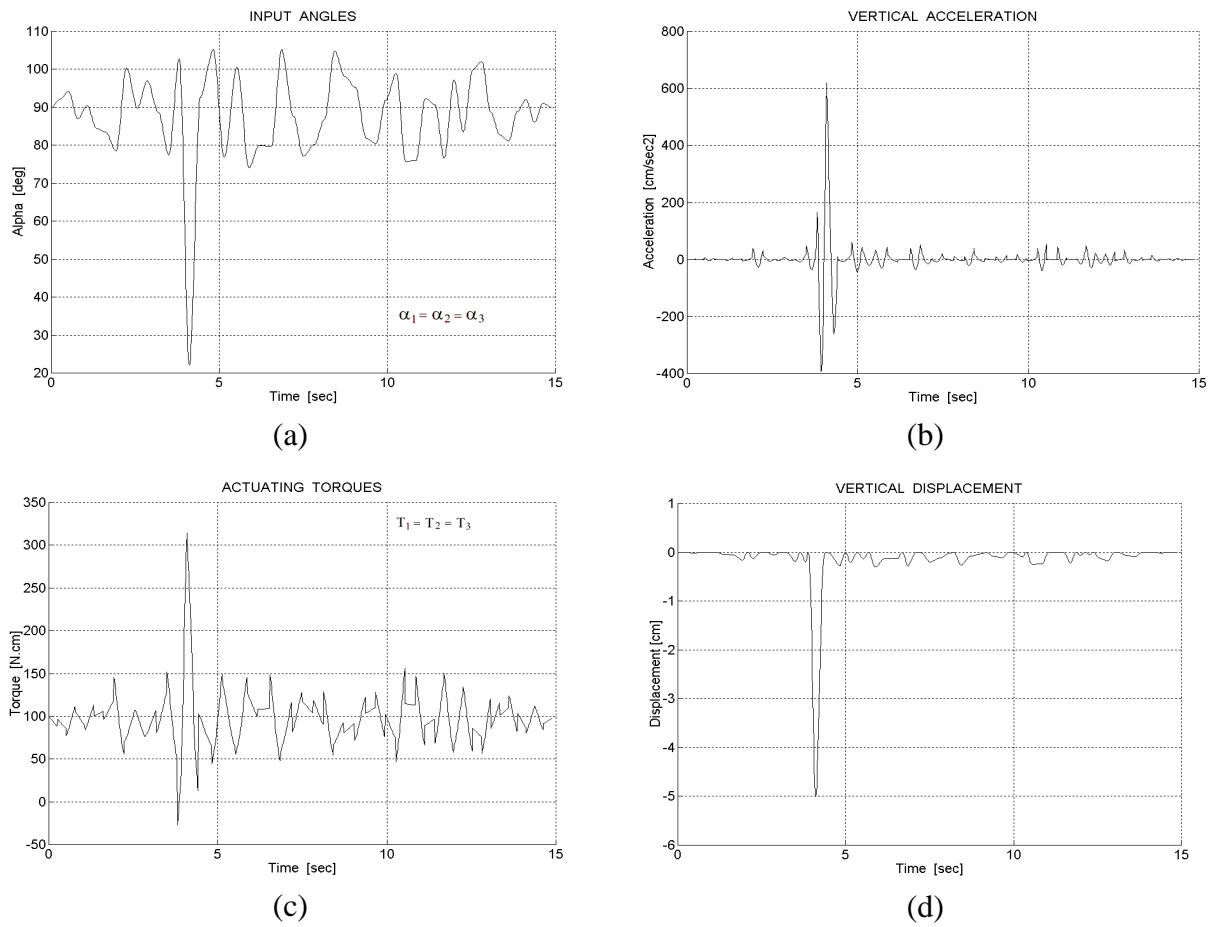 INPUT ANGLES
110
100
90
80
70
60
50
40
30
20
Alpha [deg]
α1 = α2 = α3
0
5
10
15
Time [sec]
(a)
VERTICAL ACCELERATION
800
600
400
200
0
-200
-400
Acceleration [cm/sec2]
0
5
10
15
Time [sec]
(b)
ACTUATING TORQUES
350
300
250
200
150
100
50
0
-50
Torque [N.cm]
T1 = T2 = T3
0
5
10
15
Time [sec]
(c)
VERTICAL DISPLACEMENT
1
0
-1
-2
-3
-4
-5
-6
Displacement [cm]
0
5
10
15
Time [sec]
(d)